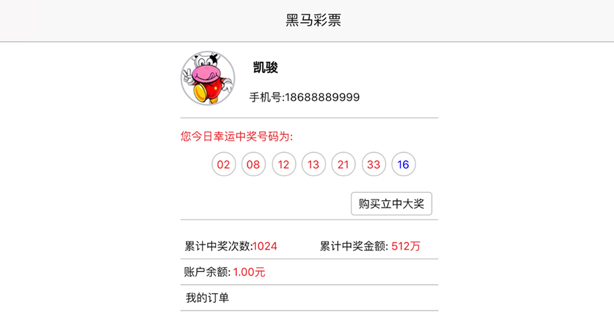 黑马彩票
凯骏
手机号:18688889999
您今日幸运中奖号码为:
02 08 12 13 21 33 16
购买立中大奖
累计中奖次数:1024 累计中奖金额: 512万
账户余额: 1.00元
我的订单